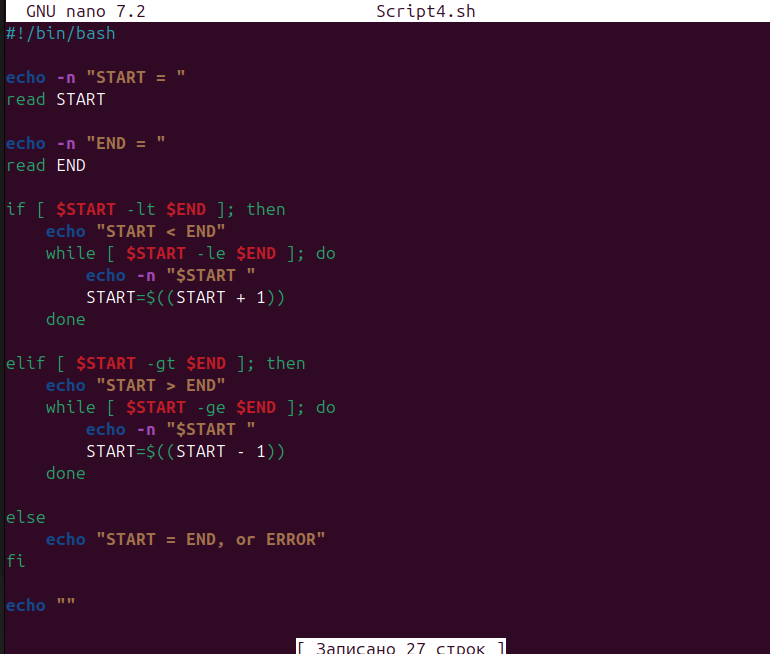 GNU nano 7.2 Script4.sh
#!/bin/bash
echo -n "START = "
read START
echo -n "END = "
read END
if [ $START -lt $END ]; then
    echo "START < END"
    while [ $START -le $END ]; do
        echo -n "$START "
        START=$((START + 1))
    done
elif [ $START -gt $END ]; then
    echo "START > END"
    while [ $START -ge $END ]; do
        echo -n "$START "
        START=$((START - 1))
    done
else
    echo "START = END, or ERROR"
fi
echo ""
[ Записано 27 строк ]